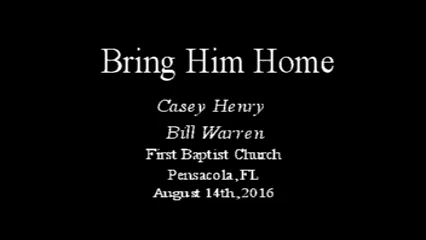 Bring Him Home
Casey Henry
Bill Warren
First Baptist Church
Pensacola,FL
August 14th,2016